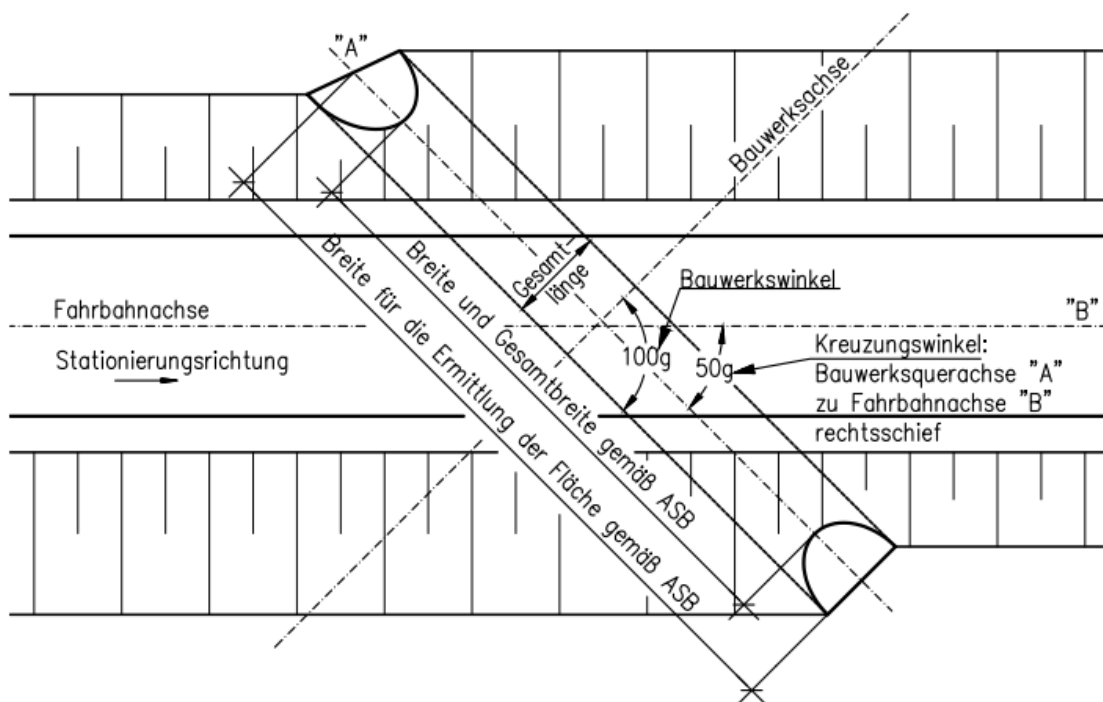 "A"
Bauwerksachse
Gesamt
länge
Bauwerkswinkel
Breite und Gesamtbreite gemäß ASB
Breite für die Ermittlung der Fläche gemäß ASB
Fahrbahnachse
"B"
Stationierungsrichtung
100g
50g
Kreuzungswinkel:
Bauwerksquerachse "A"
zu Fahrbahnachse "B"
rechtsschief